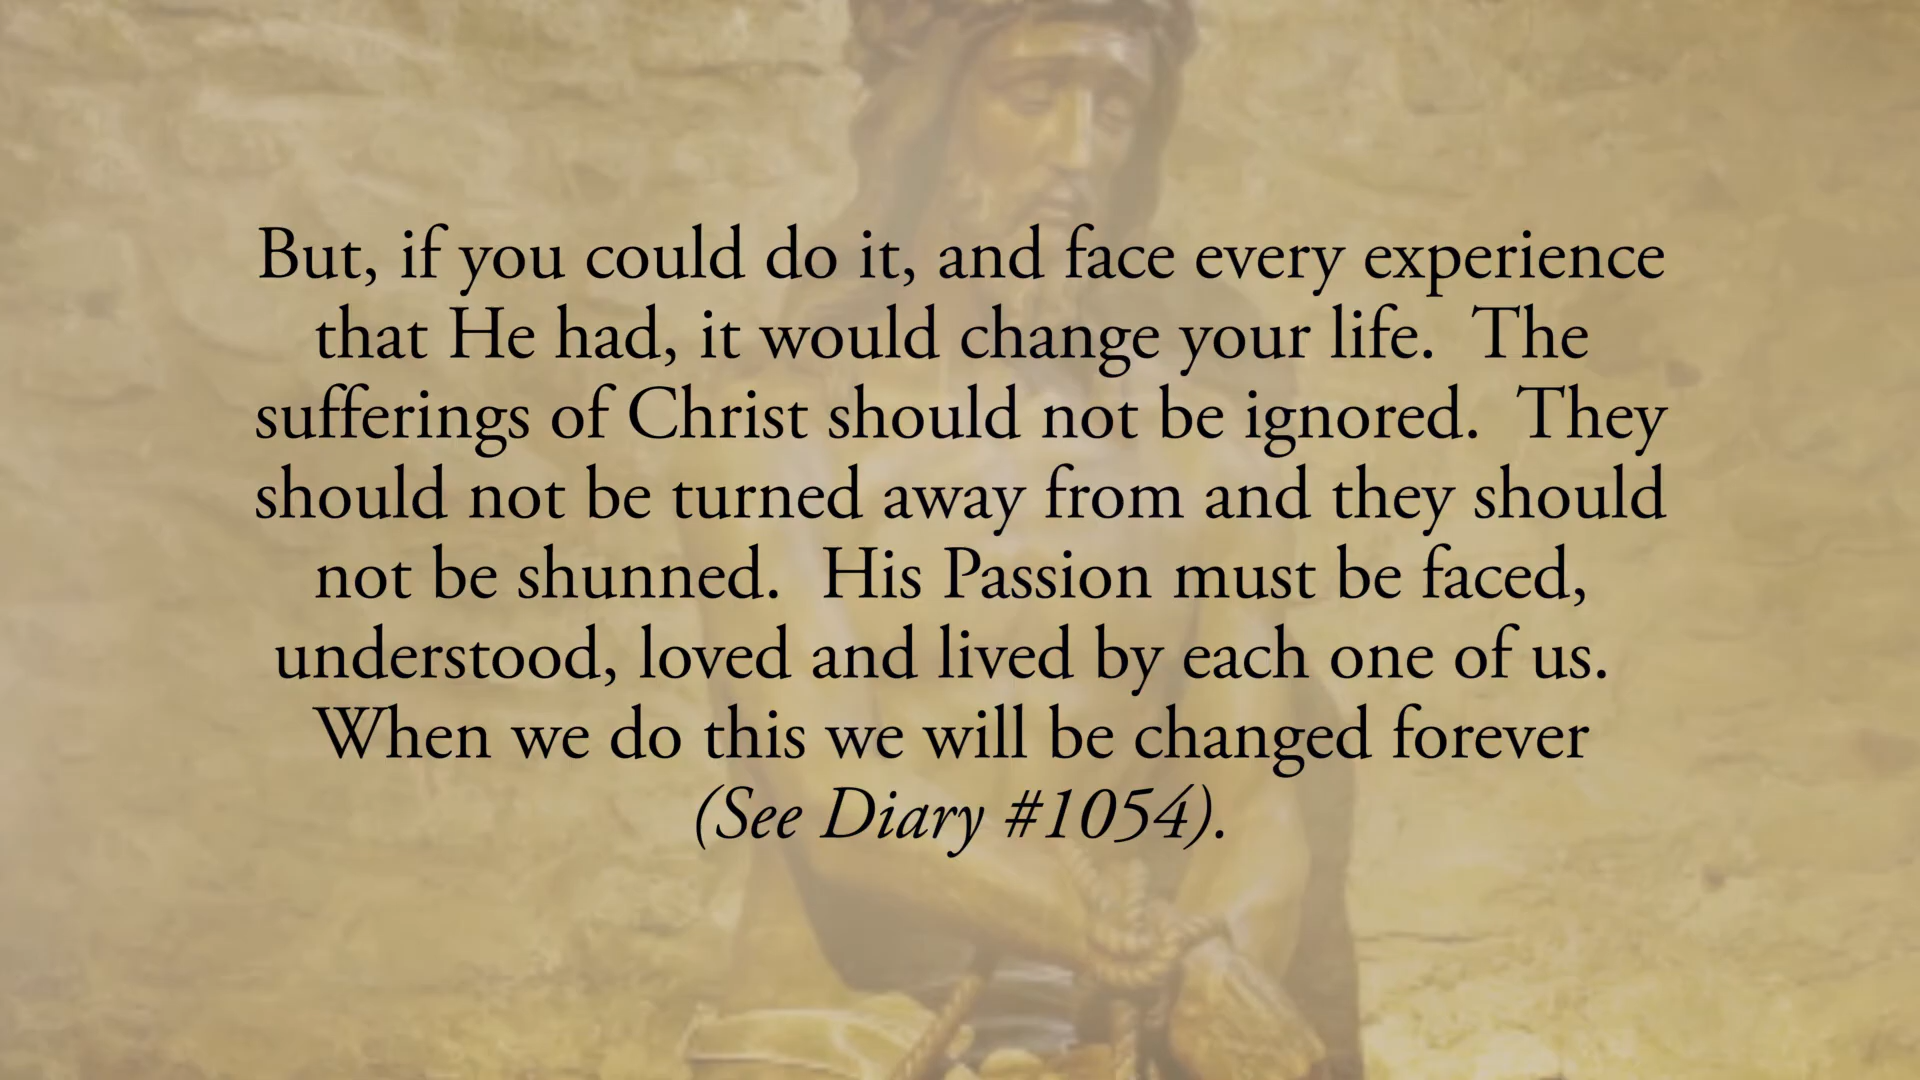 But, if you could do it, and face every experience
that He had, it would change your life.  The
sufferings of Christ should not be ignored.  They
should not be turned away from and they should
not be shunned.  His Passion must be faced,
understood, loved and lived by each one of us.
When we do this we will be changed forever
(See Diary #1054).